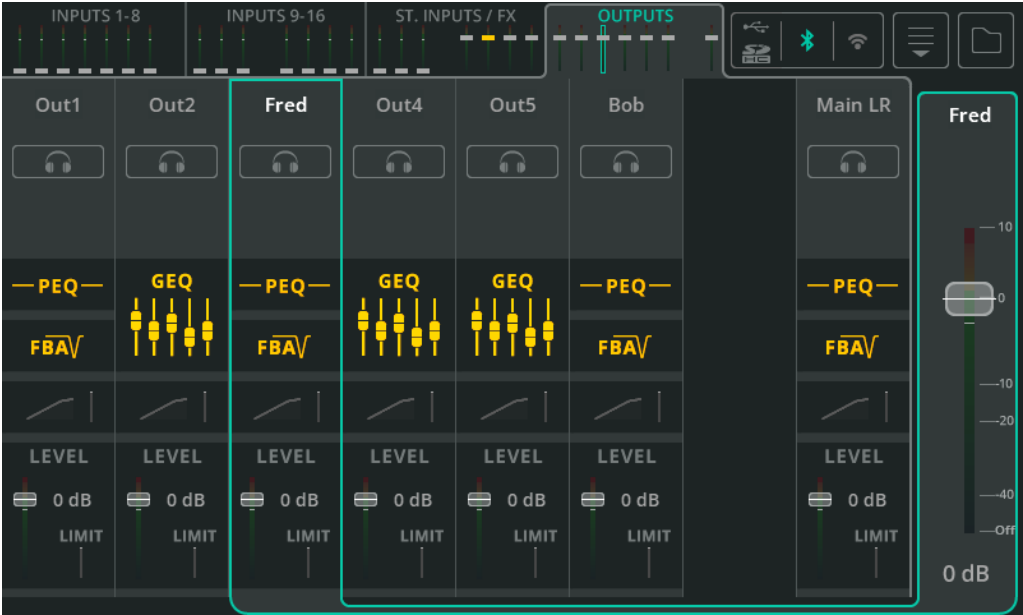 INPUTS 1-8 INPUTS 9-16 ST. INPUTS / FX OUTPUTS
Out1 Out2 Fred Out4 Out5 Bob Main LR Fred
10
PEQ GEQ PEQ GEQ GEQ PEQ PEQ
0
FBA FBA FBA FBA
-10
-20
LEVEL LEVEL LEVEL LEVEL LEVEL LEVEL LEVEL
-40
0 dB 0 dB 0 dB 0 dB 0 dB 0 dB 0 dB
Off
LIMIT LIMIT LIMIT LIMIT LIMIT LIMIT LIMIT
0 dB